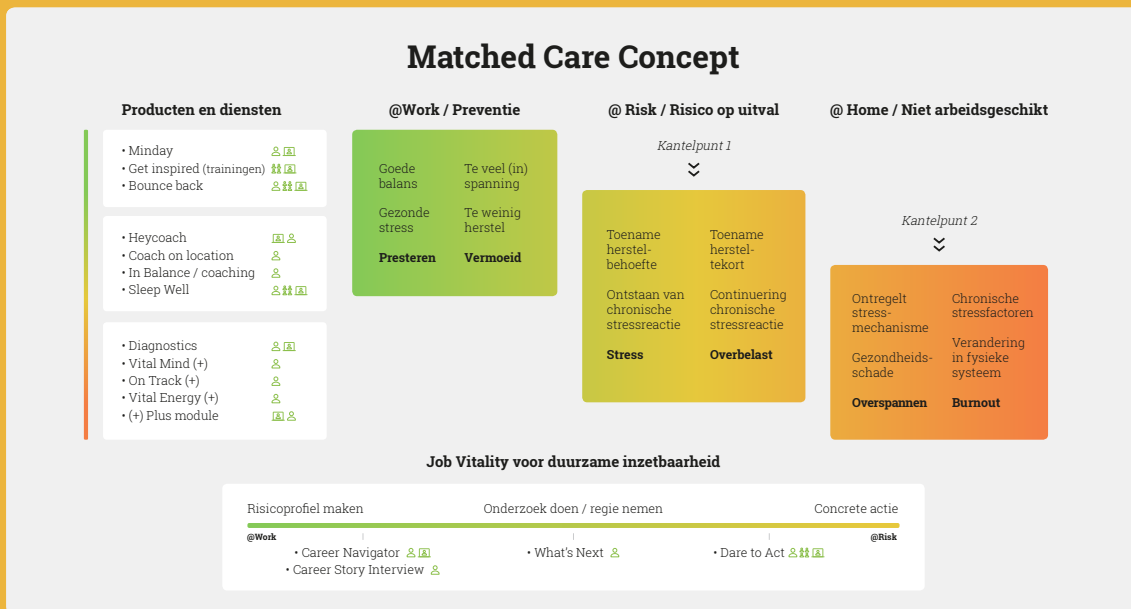 Matched Care Concept
Producten en diensten
• Minday
• Get inspired (trainingen)
• Bounce back
• Heycoach
• Coach on location
• In Balance / coaching
• Sleep Well
• Diagnostics
• Vital Mind (+)
• On Track (+)
• Vital Energy (+)
• (+) Plus module
@Work / Preventie
Goede
balans
Gezonde
stress
Presteren
Te veel (in)
spanning
Te weinig
herstel
Vermoeid
@ Risk / Risico op uitval
Kantelpunt 1
Toename
herstel-
behoefte
Ontstaan van
chronische
stressreactie
Stress
Toename
herstel-
tekort
Continuering
chronische
stressreactie
Overbelast
@ Home / Niet arbeidsgeschikt
Kantelpunt 2
Ontregelt
stress-
mechanisme
Gezondheids-
schade
Overspannen
Chronische
stressfactoren
Verandering
in fysieke
systeem
Burnout
Job Vitality voor duurzame inzetbaarheid
Risicoprofiel maken
Onderzoek doen / regie nemen
Concrete actie
@Work
@Risk
• Career Navigator
• Career Story Interview
• What's Next
• Dare to Act